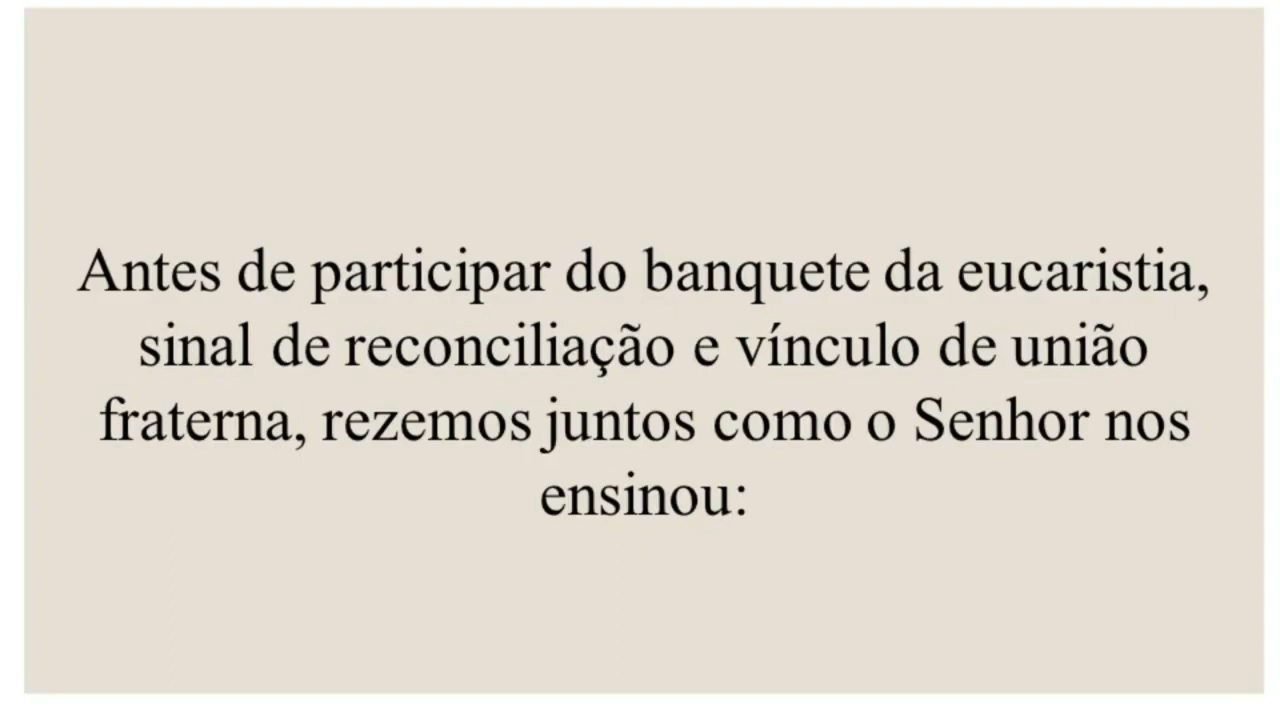 Antes de participar do banquete da eucaristia,
sinal de reconciliação e vínculo de união
fraterna, rezemos juntos como o Senhor nos
ensinou: